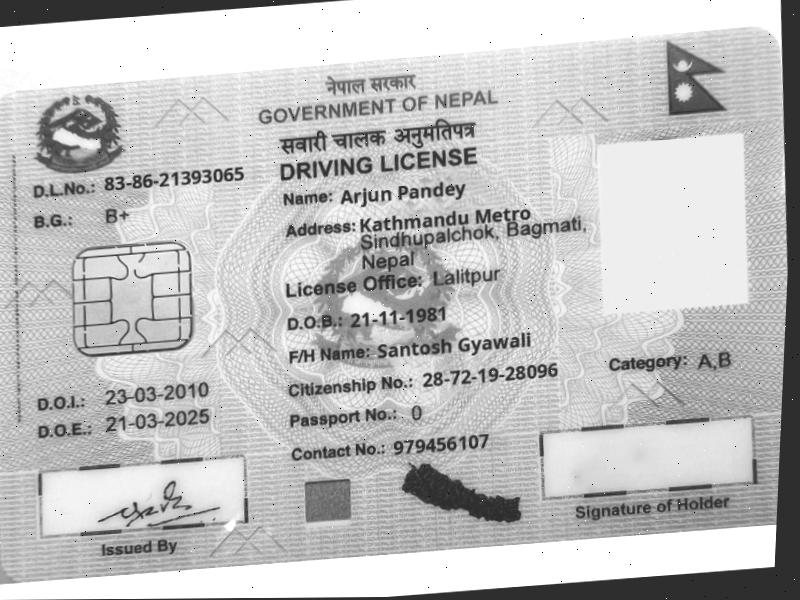 नेपाल सरकार
GOVERNMENT OF NEPAL
सवारी चालक अनुमतिपत्र
DRIVING LICENSE
D.L.No.: 83-86-21393065
B.G.: B+
Name: Arjun Pandey
Address: Kathmandu Metro
Sindhupalchok, Bagmati,
Nepal
License Office: Lalitpur
D.O.B.: 21-11-1981
F/H Name: Santosh Gyawali
Citizenship No.: 28-72-19-28096
Passport No.: 0
Contact No.: 979456107
Category: A,B
D.O.I.: 23-03-2010
D.O.E.: 21-03-2025
Issued By
Signature of Holder